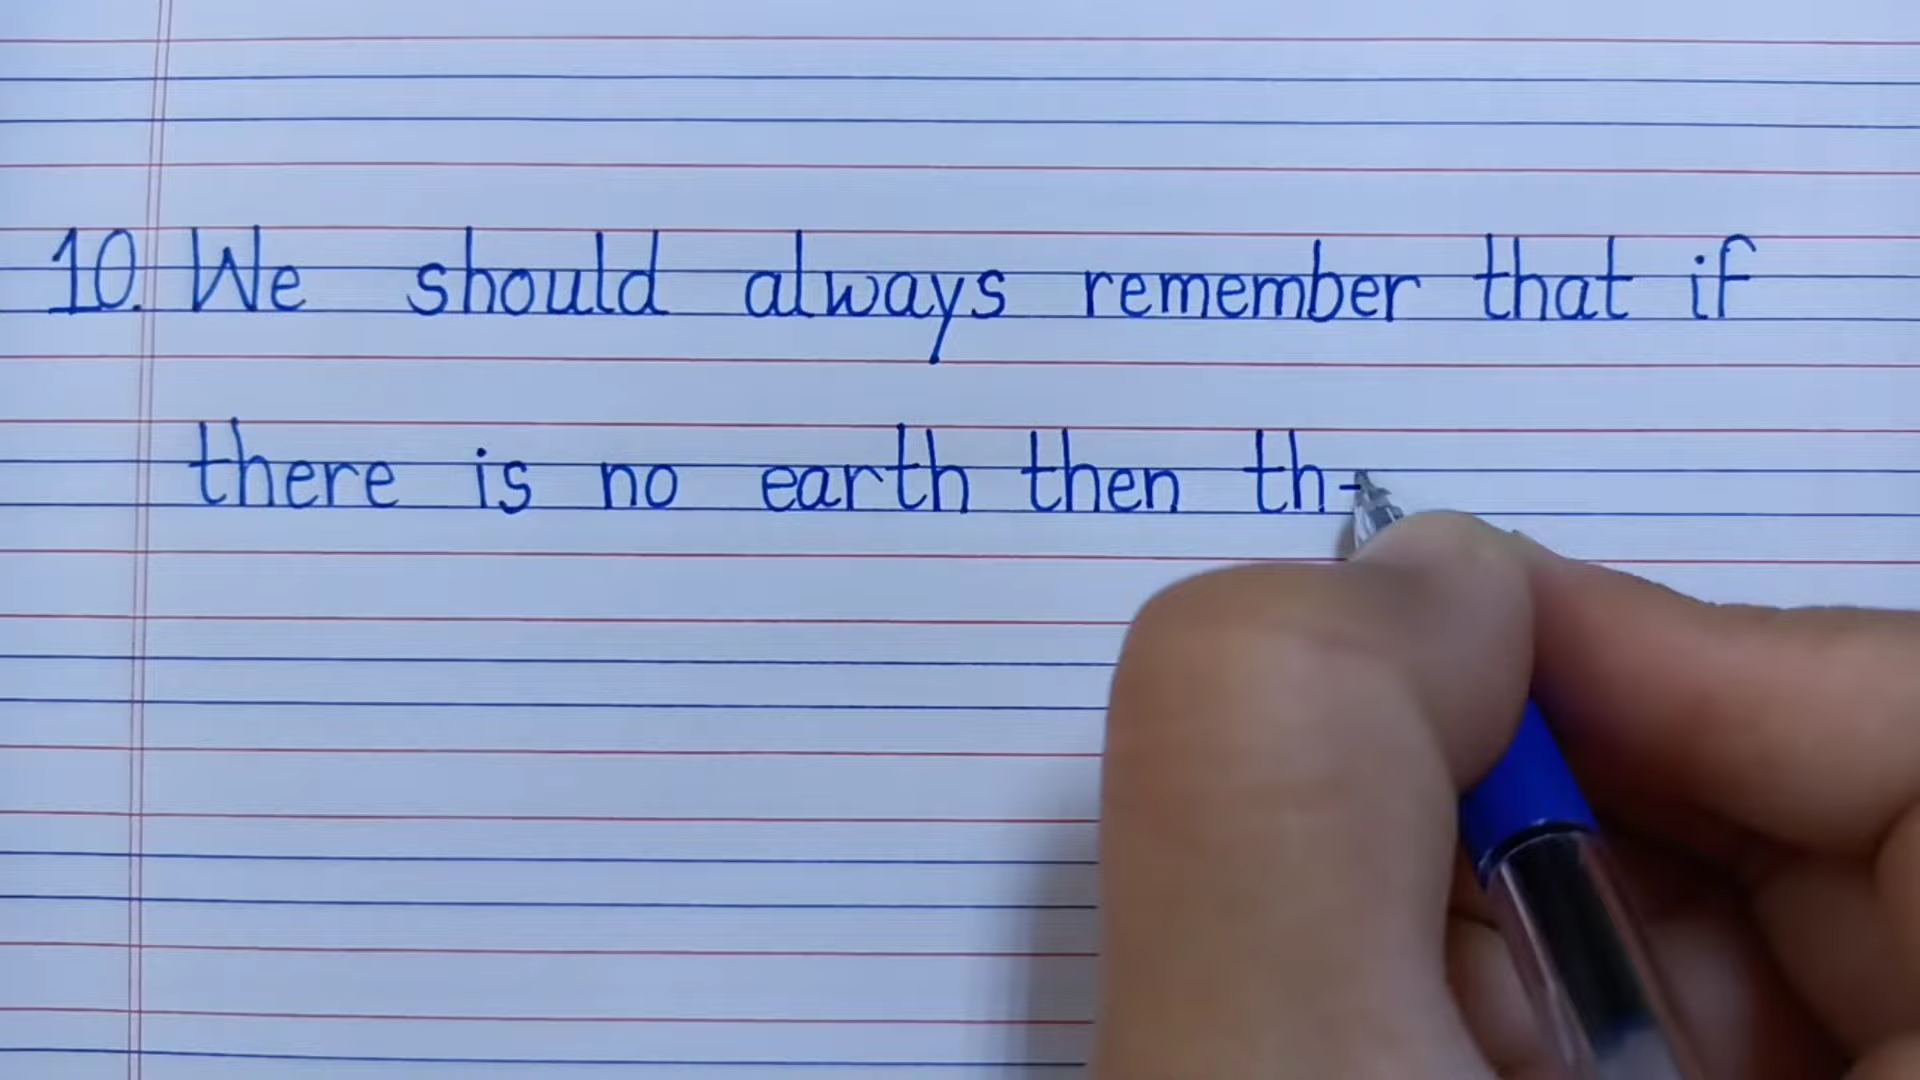 10. We should always remember that if
there is no earth then th